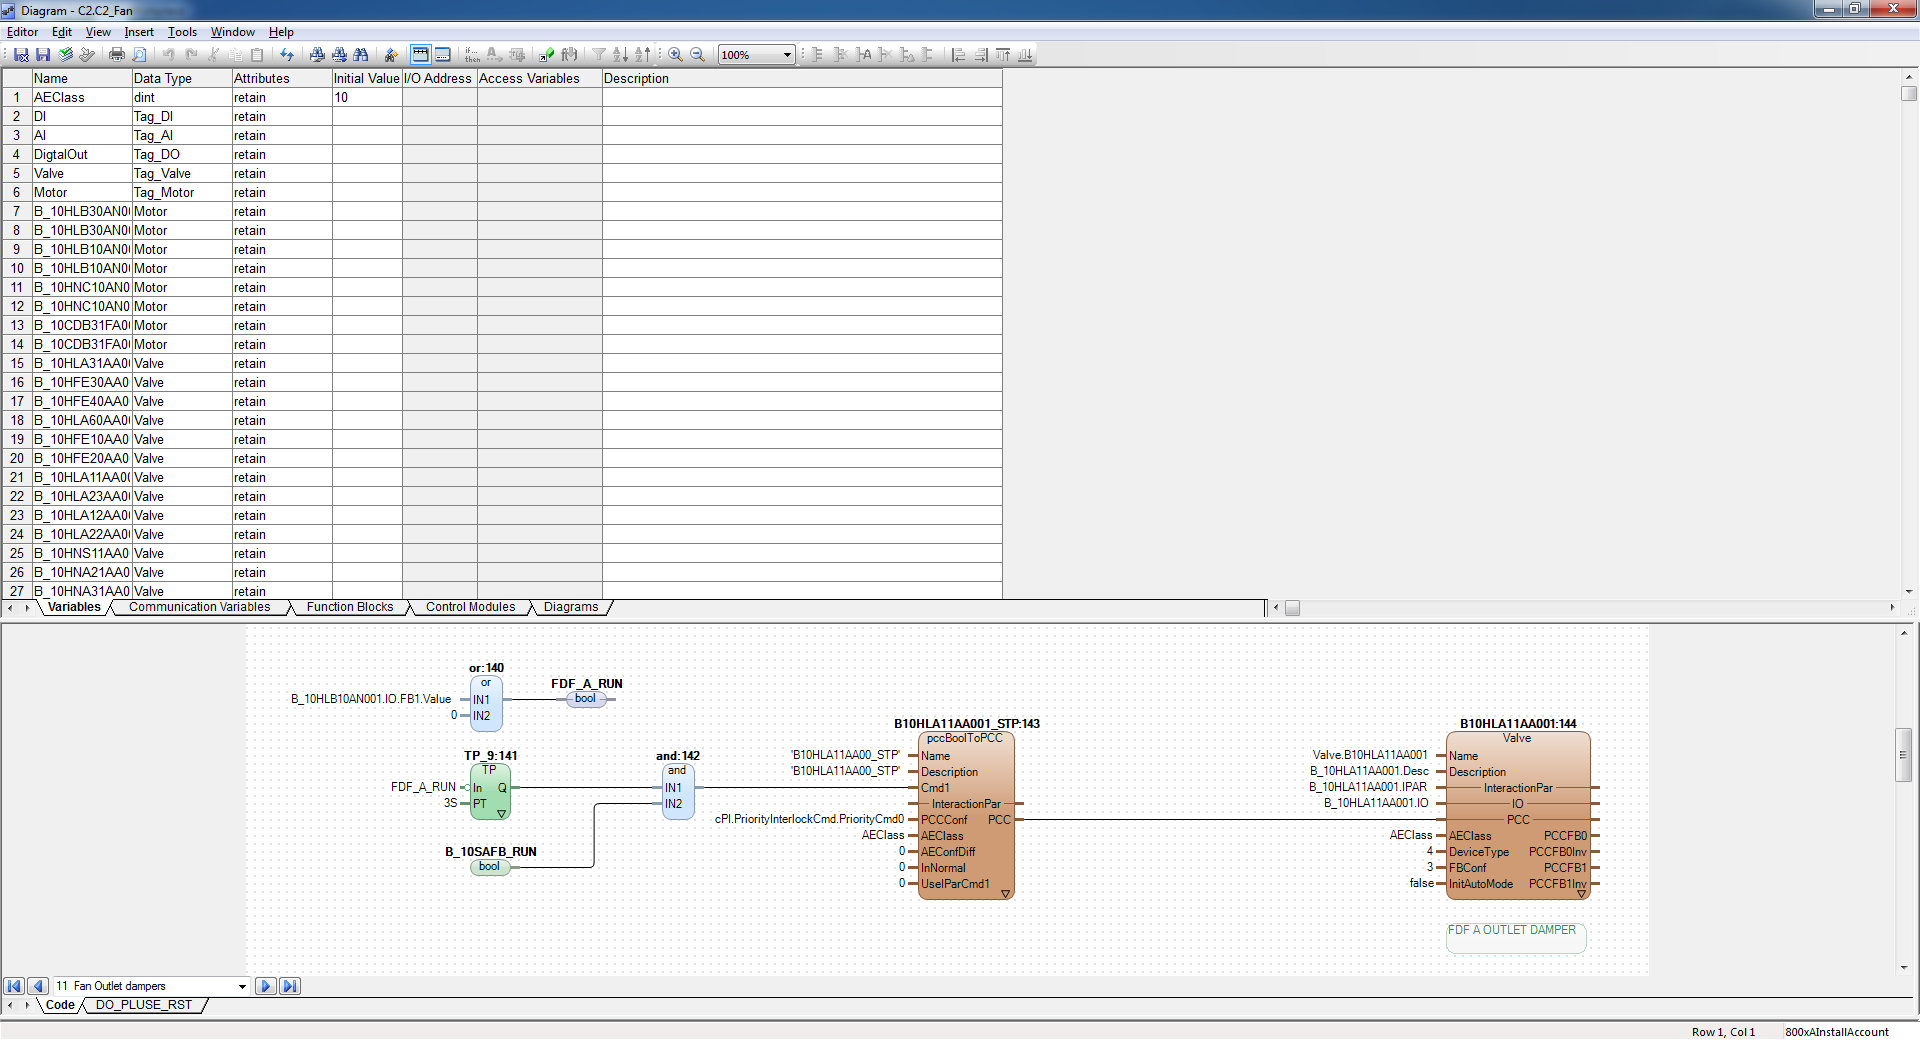 Diagram - C2.C2_Fan
Editor Edit View Insert Tools Window Help
100%
Name Data Type Attributes Initial Value I/O Address Access Variables Description
1 AEClass dint retain 10
2 DI Tag_DI retain
3 AI Tag_AI retain
4 DigtalOut Tag_DO retain
5 Valve Tag_Valve retain
6 Motor Tag_Motor retain
7 B_10HLB30AN0 Motor retain
8 B_10HLB30AN0 Motor retain
9 B_10HLB10AN0 Motor retain
10 B_10HLB10AN0 Motor retain
11 B_10HNC10AN0 Motor retain
12 B_10HNC10AN0 Motor retain
13 B_10CDB31FA0 Motor retain
14 B_10CDB31FA0 Motor retain
15 B_10HLA31AA0 Valve retain
16 B_10HFE30AA0 Valve retain
17 B_10HFE40AA0 Valve retain
18 B_10HLA60AA0 Valve retain
19 B_10HFE10AA0 Valve retain
20 B_10HFE20AA0 Valve retain
21 B_10HLA11AA0 Valve retain
22 B_10HLA23AA0 Valve retain
23 B_10HLA12AA0 Valve retain
24 B_10HLA22AA0 Valve retain
25 B_10HNS11AA0 Valve retain
26 B_10HNA21AA0 Valve retain
27 B_10HNA31AA0 Valve retain
Variables Communication Variables Function Blocks Control Modules Diagrams
or:140
or
B_10HLB10AN001.IO.FB1.Value IN1
0 IN2
FDF_A_RUN
bool
TP_9:141
TP
FDF_A_RUN In Q
3S PT
and:142
and
IN1
IN2
B_10SAFB_RUN
bool
B10HLA11AA001_STP:143
pccBoolToPCC
'B10HLA11AA00_STP' Name
'B10HLA11AA00_STP' Description
Cmd1
InteractionPar
cPI.PriorityInterlockCmd.PriorityCmd0 PCCConf PCC
AEClass AEClass
0 AEConfDiff
0 InNormal
0 UseIParCmd1
B10HLA11AA001:144
Valve
Valve.B10HLA11AA001 Name
B_10HLA11AA001.Desc Description
B_10HLA11AA001.IPAR InteractionPar
B_10HLA11AA001.IO IO
PCC
AEClass AEClass PCCFB0
4 DeviceType PCCFB0Inv
3 FBConf PCCFB1
false InitAutoMode PCCFB1Inv
FDF A OUTLET DAMPER
11 Fan Outlet dampers
Code DO_PLUSE_RST
Row 1, Col 1 800xAInstallAccount